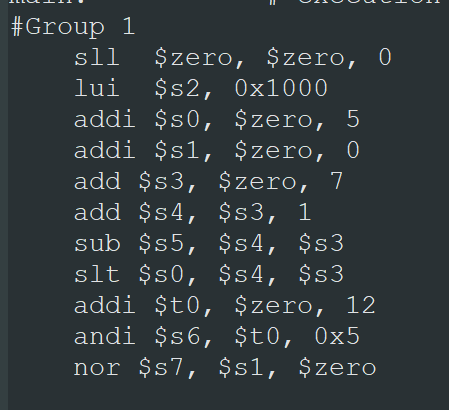 #Group 1
sll $zero, $zero, 0
lui $s2, 0x1000
addi $s0, $zero, 5
addi $s1, $zero, 0
add $s3, $zero, 7
add $s4, $s3, 1
sub $s5, $s4, $s3
slt $s0, $s4, $s3
addi $t0, $zero, 12
andi $s6, $t0, 0x5
nor $s7, $s1, $zero